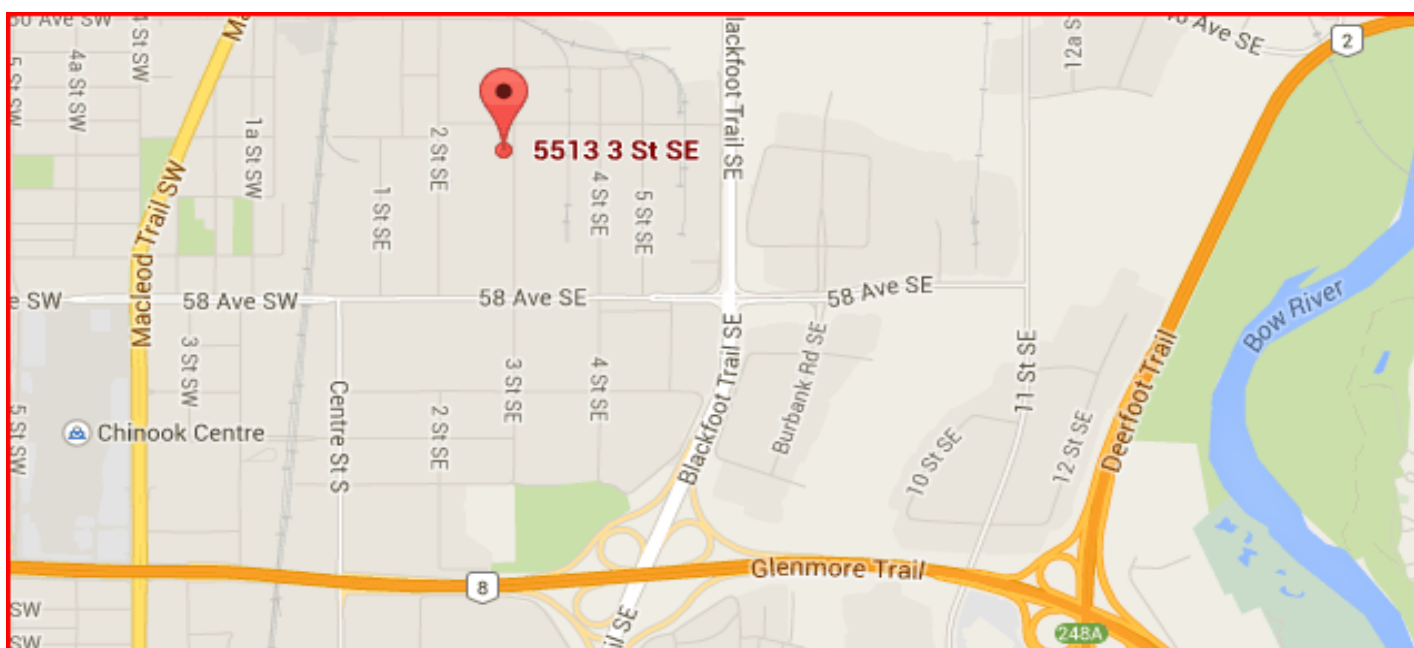 50 Ave SW
4 St SW
Blackfoot Trail SE
12a S
Ave SE
2
5 St SW
4a St SW
1a St SW
2 St SE
5513 3 St SE
Macleod Trail SW
1 St SE
4 St SE
5 St SE
e SW
58 Ave SW
58 Ave SE
58 Ave SE
Bow River
3 St SW
3 St SE
4 St SE
Blackfoot Trail SE
Burbank Rd SE
11 St SE
Deerfoot Trail
Centre St S
5 St SW
Chinook Centre
2 St SE
10 St SE
12 St SE
Glenmore Trail
8
SW
SW
il SE
248A